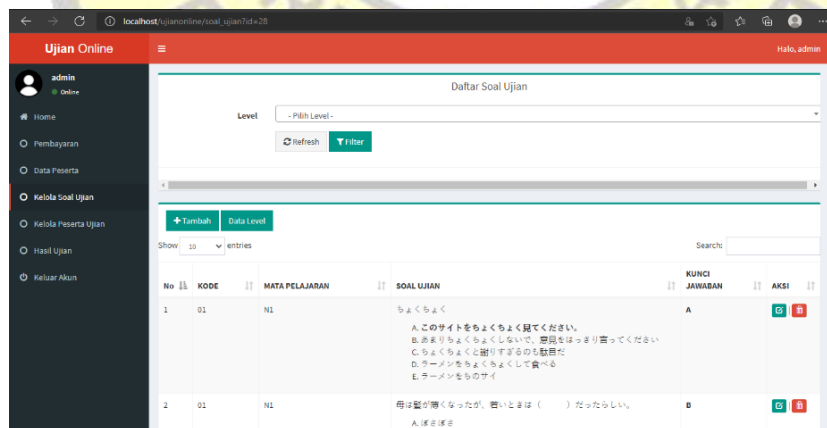 localhost/ujianonline/soal_ujian?id=28
Ujian Online
Halo, admin
admin
Online
Home
Pembayaran
Data Peserta
Kelola Soal Ujian
Kelola Peserta Ujian
Hasil Ujian
Keluar Akun
Daftar Soal Ujian
Level - Pilih Level -
Refresh Filter
+Tambah Data Level
Show 10 entries Search:
No KODE MATA PELAJARAN SOAL UJIAN KUNCI JAWABAN AKSI
1 01 N1 ちょくちょく A
A. このサイトをちょくちょく見てください。
B. あまりちょくちょくしないで、意見をはっきり言ってください
C. ちょくちょくと謝りすぎるのも駄目だ
D. ラーメンをちょくちょくして食べる
E. ラーメンをちのサイ
2 01 N1 母は髪が薄くなったが、若いときは（　　）だったらしい。 B
A. ぼさぼさ